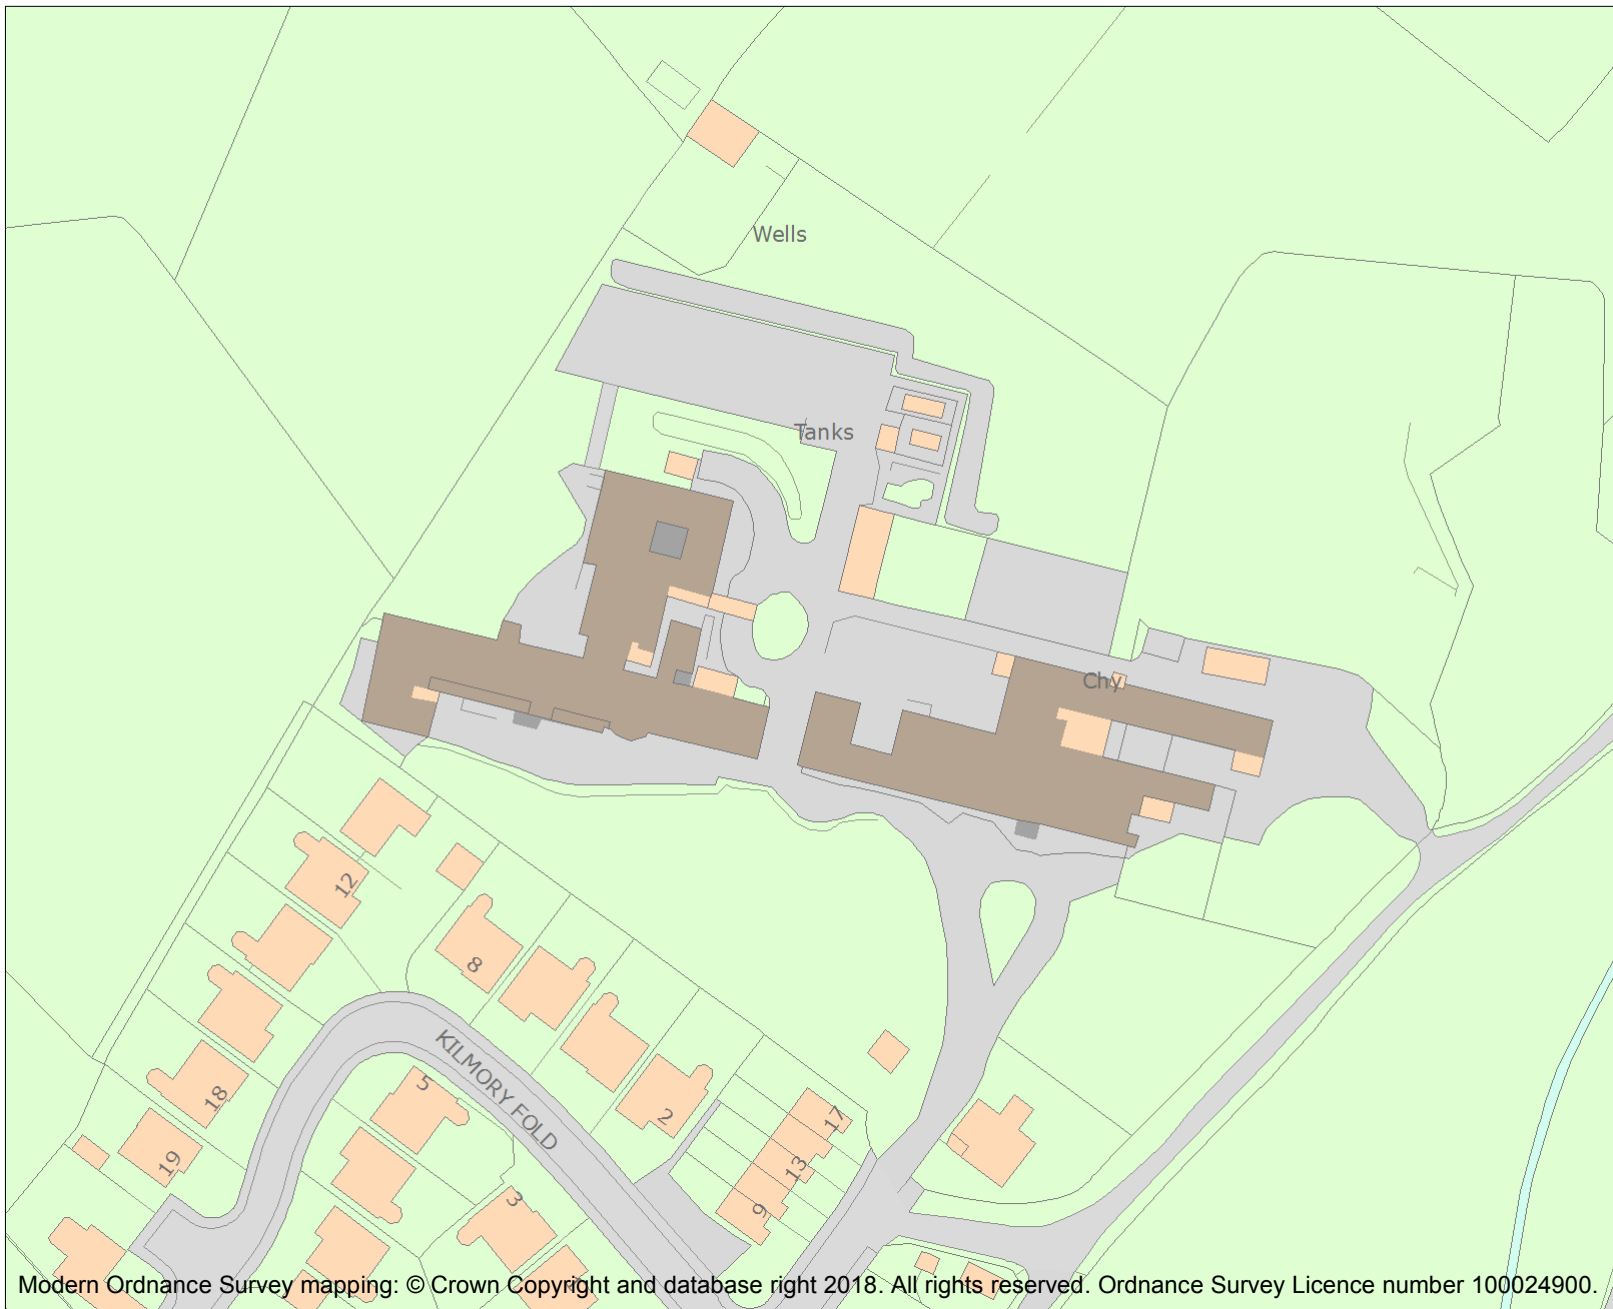 Wells
Tanks
Chy
12
8
KILMORY FOLD
5
2
17
18
13
19
3
9
Modern Ordnance Survey mapping: © Crown Copyright and database right 2018. All rights reserved. Ordnance Survey Licence number 100024900.